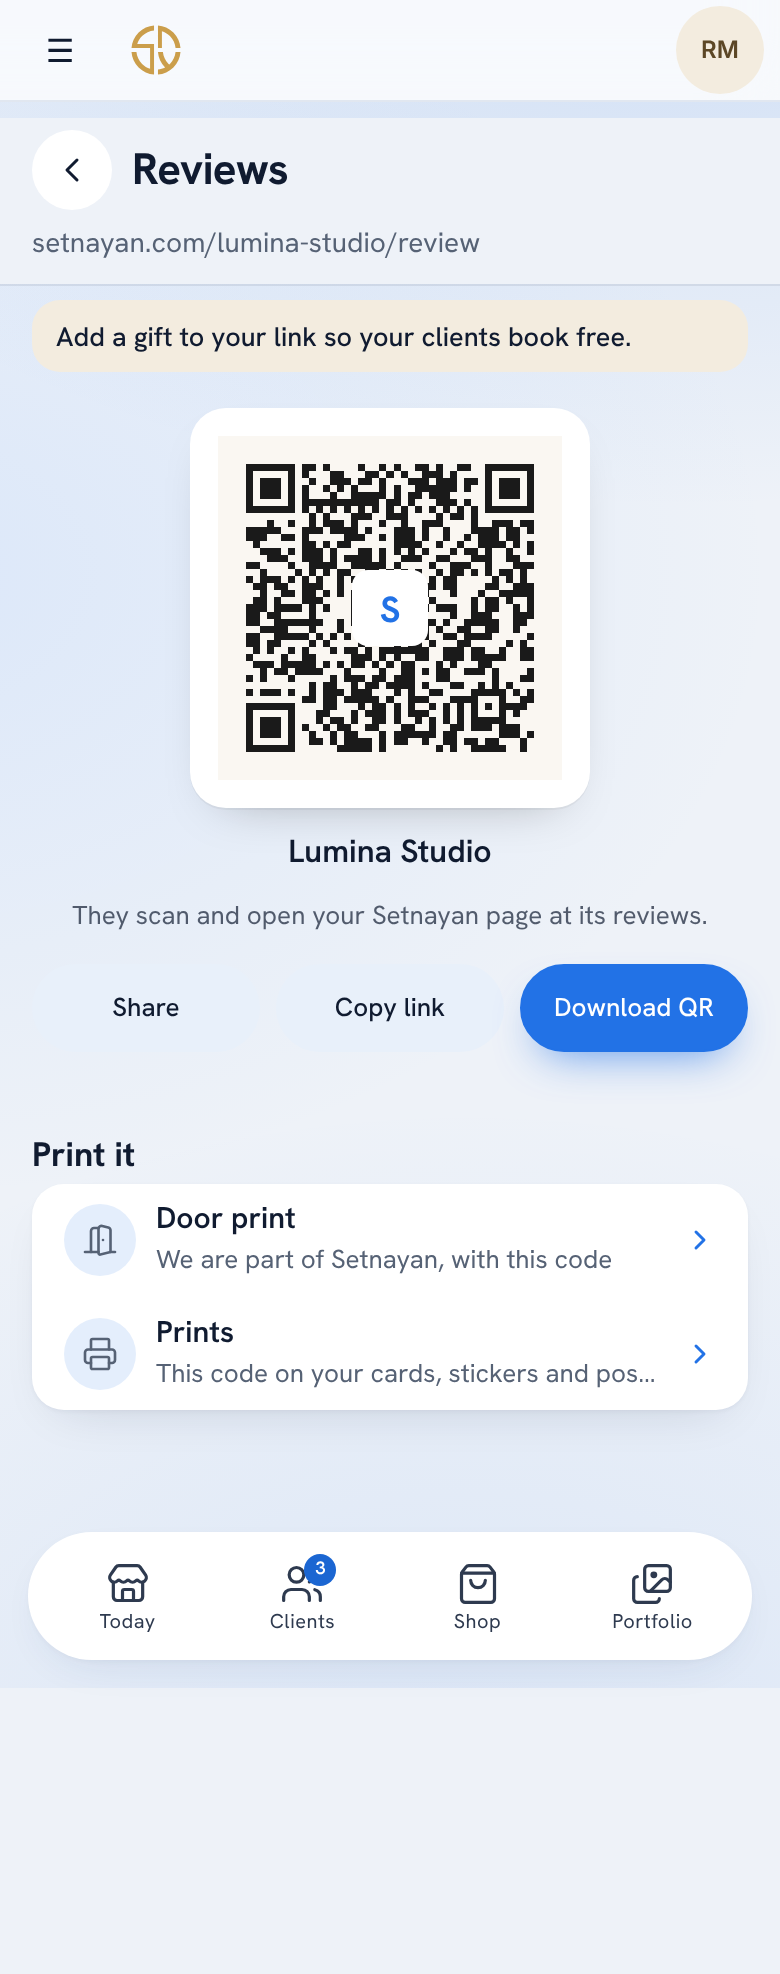 ☰
RM
Reviews
setnayan.com/lumina-studio/review
Add a gift to your link so your clients book free.
S
Lumina Studio
They scan and open your Setnayan page at its reviews.
Share
Copy link
Download QR
Print it
Door print
We are part of Setnayan, with this code
Prints
This code on your cards, stickers and pos...
3
Today
Clients
Shop
Portfolio